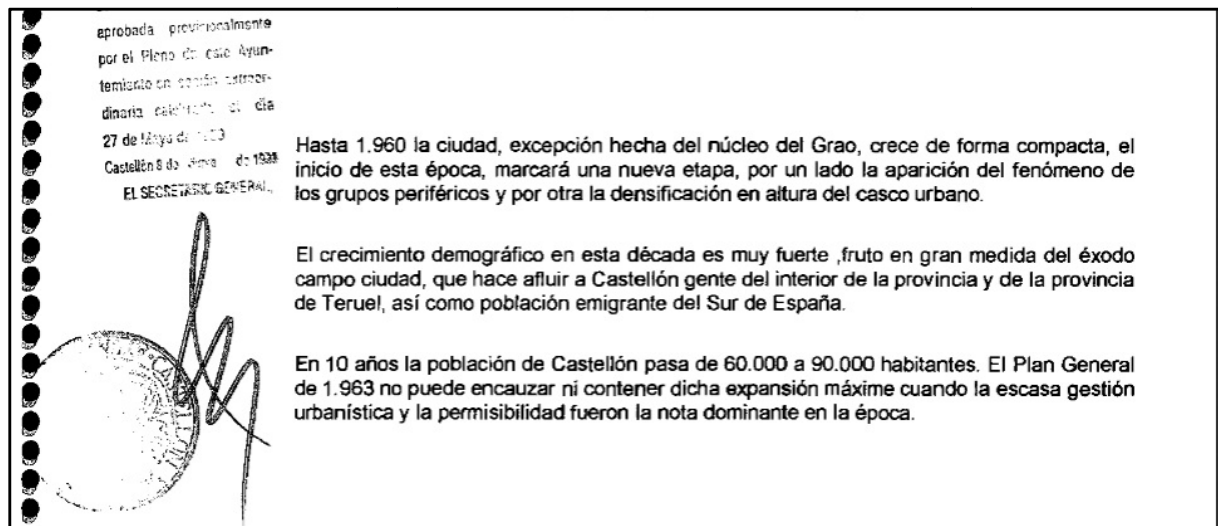 aprobada provisionalmente
por el Pleno de este Ayun-
temiento en sesión extraor-
dinaria celebrada el día
27 de Mayo de
Castellón 8 de de
EL SECRETARIO GENERAL,
Hasta 1.960 la ciudad, excepción hecha del núcleo del Grao, crece de forma compacta, el
inicio de esta época, marcará una nueva etapa, por un lado la aparición del fenómeno de
los grupos periféricos y por otra la densificación en altura del casco urbano.
El crecimiento demográfico en esta década es muy fuerte ,fruto en gran medida del éxodo
campo ciudad, que hace afluir a Castellón gente del interior de la provincia y de la provincia
de Teruel, así como población emigrante del Sur de España.
En 10 años la población de Castellón pasa de 60.000 a 90.000 habitantes. El Plan General
de 1.963 no puede encauzar ni contener dicha expansión máxime cuando la escasa gestión
urbanística y la permisibilidad fueron la nota dominante en la época.